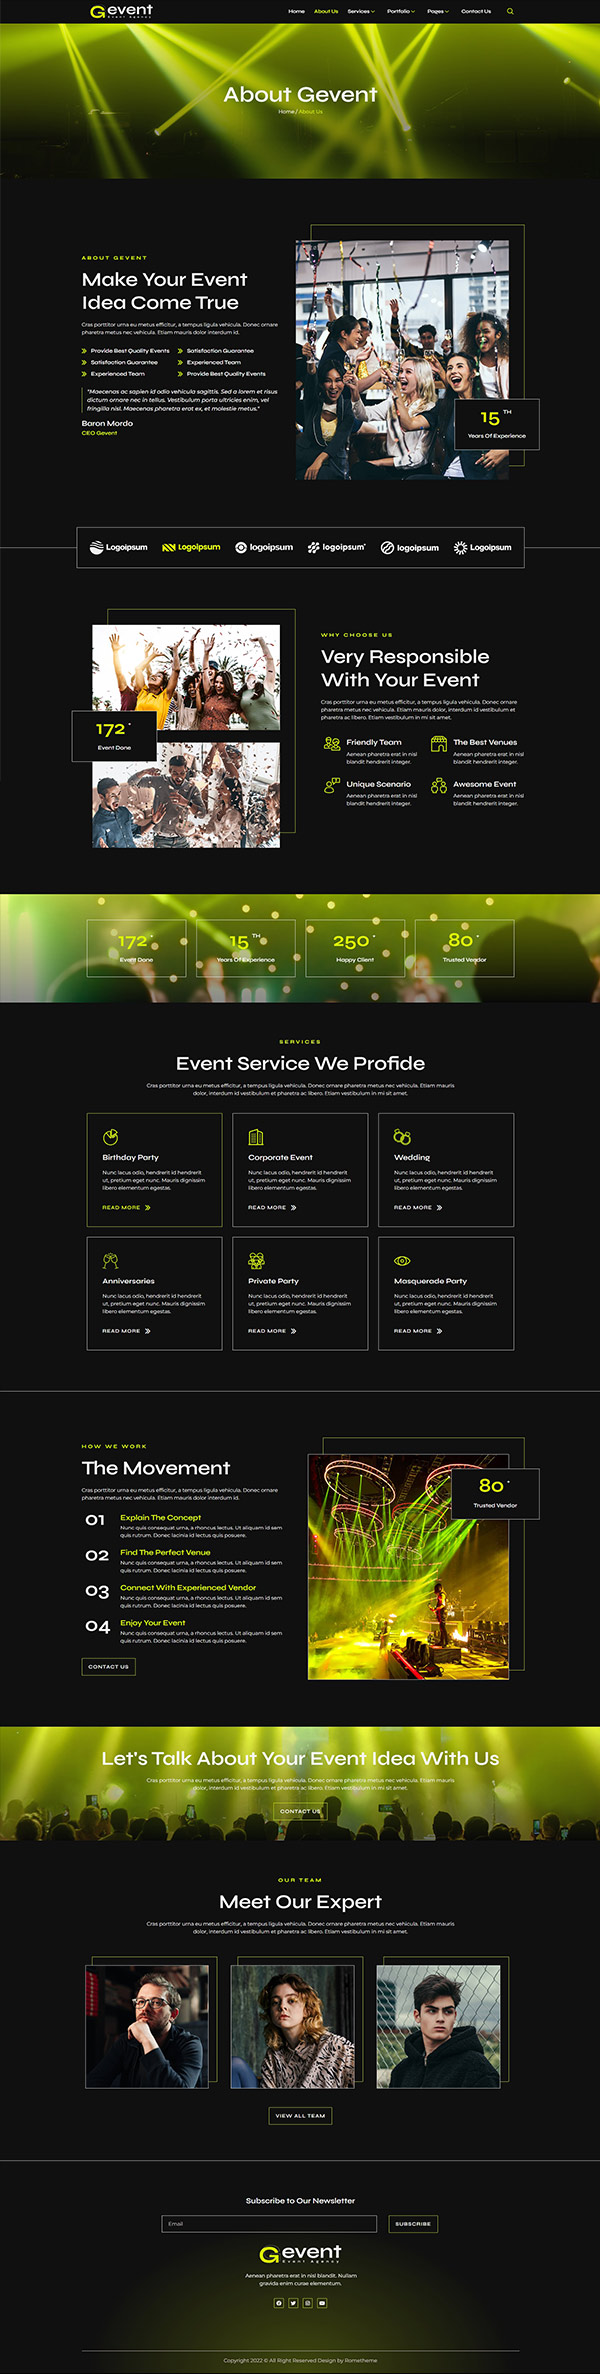 Gevent
Event Agency
Home About Us Services Portfolio Pages Contact Us
About Gevent
Home / About Us
ABOUT GEVENT
Make Your Event
Idea Come True
Cras porttitor urna eu metus efficitur, a tempus ligula vehicula. Donec ornare
pharetra metus nec vehicula. Etiam mauris dolor interdum id.
Provide Best Quality Events
Satisfaction Guarantee
Satisfaction Guarantee
Experienced Team
Experienced Team
Provide Best Quality Events
"Maecenas ac sapien id odio vehicula sagittis. Sed a lorem et risus
dictum ornare nec in tellus. Vestibulum porta ultricies enim, vel
fringilla nisl. Maecenas pharetra erat ex, et molestie metus."
Baron Mordo
CEO Gevent
15 TH
Years Of Experience
Logoipsum Logoipsum logoipsum logoipsum logoipsum Logoipsum
172 +
Event Done
WHY CHOOSE US
Very Responsible
With Your Event
Cras porttitor urna eu metus efficitur, a tempus ligula vehicula. Donec ornare
pharetra metus nec vehicula. Etiam mauris dolor, interdum id vestibulum et
pharetra ac libero. Etiam vestibulum in mi sit amet.
Friendly Team
Aenean pharetra erat in nisl
blandit hendrerit integer.
The Best Venues
Aenean pharetra erat in nisl
blandit hendrerit integer.
Unique Scenario
Aenean pharetra erat in nisl
blandit hendrerit integer.
Awesome Event
Aenean pharetra erat in nisl
blandit hendrerit integer.
172 +
Event Done
15 TH
Years Of Experience
250 +
Happy Client
80 +
Trusted Vendor
SERVICES
Event Service We Profide
Cras porttitor urna eu metus efficitur, a tempus ligula vehicula. Donec ornare pharetra metus nec vehicula. Etiam mauris
dolor, interdum id vestibulum et pharetra ac libero. Etiam vestibulum in mi sit amet.
Birthday Party
Nunc lacus odio, hendrerit id hendrerit
ut, pretium eget nunc. Mauris dignissim
libero elementum egestas.
READ MORE
Corporate Event
Nunc lacus odio, hendrerit id hendrerit
ut, pretium eget nunc. Mauris dignissim
libero elementum egestas.
READ MORE
Wedding
Nunc lacus odio, hendrerit id hendrerit
ut, pretium eget nunc. Mauris dignissim
libero elementum egestas.
READ MORE
Anniversaries
Nunc lacus odio, hendrerit id hendrerit
ut, pretium eget nunc. Mauris dignissim
libero elementum egestas.
READ MORE
Private Party
Nunc lacus odio, hendrerit id hendrerit
ut, pretium eget nunc. Mauris dignissim
libero elementum egestas.
READ MORE
Masquerade Party
Nunc lacus odio, hendrerit id hendrerit
ut, pretium eget nunc. Mauris dignissim
libero elementum egestas.
READ MORE
HOW WE WORK
The Movement
Cras porttitor urna eu metus efficitur, a tempus ligula vehicula. Donec ornare
pharetra metus nec vehicula. Etiam mauris dolor interdum id.
01 Explain The Concept
Nunc quis consequat urna, a rhoncus lectus. Ut aliquam id sem
quis rutrum. Donec lacinia id lectus quis posuere.
02 Find The Perfect Venue
Nunc quis consequat urna, a rhoncus lectus. Ut aliquam id sem
quis rutrum. Donec lacinia id lectus quis posuere.
03 Connect With Experienced Vendor
Nunc quis consequat urna, a rhoncus lectus. Ut aliquam id sem
quis rutrum. Donec lacinia id lectus quis posuere.
04 Enjoy Your Event
Nunc quis consequat urna, a rhoncus lectus. Ut aliquam id sem
quis rutrum. Donec lacinia id lectus quis posuere.
CONTACT US
80 +
Trusted Vendor
Let's Talk About Your Event Idea With Us
Cras porttitor urna eu metus efficitur, a tempus ligula vehicula. Donec ornare pharetra metus nec vehicula. Etiam mauris
dolor, interdum id vestibulum et pharetra ac libero. Etiam vestibulum in mi sit amet.
CONTACT US
OUR TEAM
Meet Our Expert
Cras porttitor urna eu metus efficitur, a tempus ligula vehicula. Donec ornare pharetra metus nec vehicula. Etiam mauris
dolor, interdum id vestibulum et pharetra ac libero. Etiam vestibulum in mi sit amet.
VIEW ALL TEAM
Subscribe to Our Newsletter
Email
SUBSCRIBE
Gevent
Event Agency
Aenean pharetra erat in nisl blandit. Nullam
gravida enim curae elementum.
Copyright 2022 © All Right Reserved Design by Rometheme